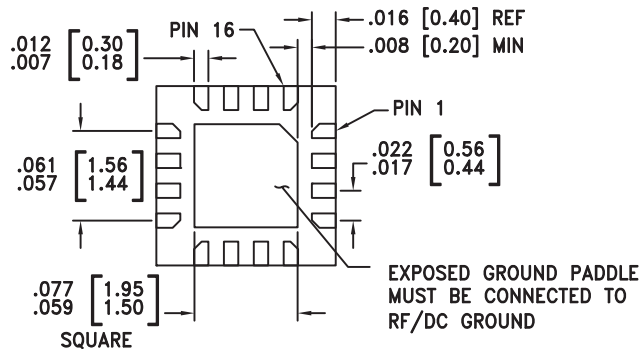 .016 [0.40] REF
.008 [0.20] MIN
PIN 16
.012 [0.30]
.007 [0.18]
PIN 1
.022 [0.56]
.017 [0.44]
.061 [1.56]
.057 [1.44]
.077 [1.95]
.059 [1.50]
SQUARE
EXPOSED GROUND PADDLE
MUST BE CONNECTED TO
RF/DC GROUND